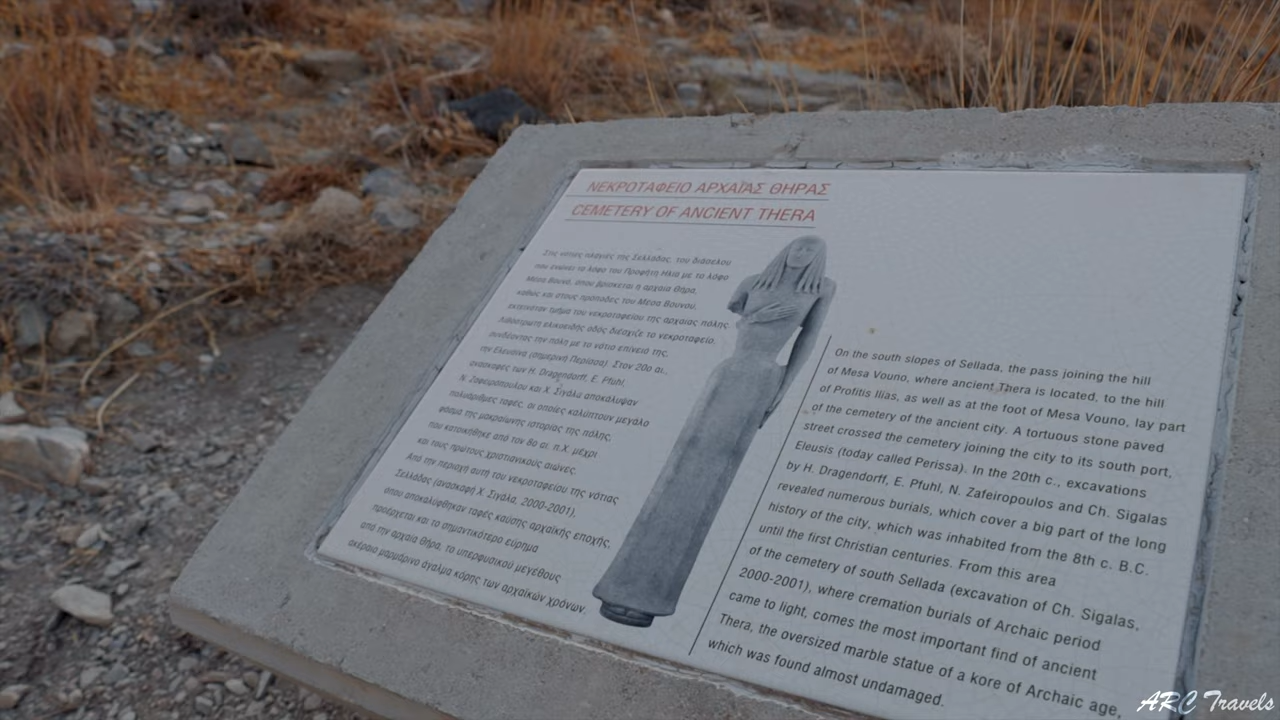 ΝΕΚΡΟΤΑΦΕΙΟ ΑΡΧΑΙΑΣ ΘΗΡΑΣ
CEMETERY OF ANCIENT THERA
Στις νότιες πλαγιές της Σελλάδας, του διάσελου
που ενώνει το λόφο του Προφήτη Ηλία με το λόφο
Μέσα Βουνό, όπου βρίσκεται η αρχαία Θήρα,
καθώς και στους πρόποδες του Μέσα Βουνού,
εκτεινόταν τμήμα του νεκροταφείου της αρχαίας πόλης.
Λιθόστρωτη ελικοειδής οδός διέσχιζε το νεκροταφείο,
συνδέοντας την πόλη με το νότιο επίνειό της,
την Ελευσίνα (σημερινή Περίσσα). Στον 20ο αι.,
ανασκαφές των H. Dragendorff, E. Pfuhl,
Ν. Ζαφειρόπουλου και Χ. Σιγάλα αποκάλυψαν
πολυάριθμες ταφές, οι οποίες καλύπτουν μεγάλο
φάσμα της μακραίωνης ιστορίας της πόλης,
που κατοικήθηκε από τον 8ο αι. π.Χ. μέχρι
και τους πρώτους χριστιανικούς αιώνες.
Από την περιοχή αυτή του νεκροταφείου της νότιας
Σελλάδας (ανασκαφή Χ. Σιγάλα, 2000-2001),
όπου αποκαλύφθηκαν ταφές καύσης αρχαϊκής εποχής,
προέρχεται και το σημαντικότερο εύρημα
από την αρχαία Θήρα, το υπερφυσικού μεγέθους
ακέραιο μαρμάρινο άγαλμα κόρης των αρχαϊκών χρόνων.
On the south slopes of Sellada, the pass joining the hill
of Mesa Vouno, where ancient Thera is located, to the hill
of Profitis Ilias, as well as at the foot of Mesa Vouno, lay part
of the cemetery of the ancient city. A tortuous stone paved
street crossed the cemetery joining the city to its south port,
Eleusis (today called Perissa). In the 20th c., excavations
by H. Dragendorff, E. Pfuhl, N. Zafeiropoulos and Ch. Sigalas
revealed numerous burials, which cover a big part of the long
history of the city, which was inhabited from the 8th c. B.C.
until the first Christian centuries. From this area
of the cemetery of south Sellada (excavation of Ch. Sigalas,
2000-2001), where cremation burials of Archaic period
came to light, comes the most important find of ancient
Thera, the oversized marble statue of a kore of Archaic age,
which was found almost undamaged.
ARC Travels